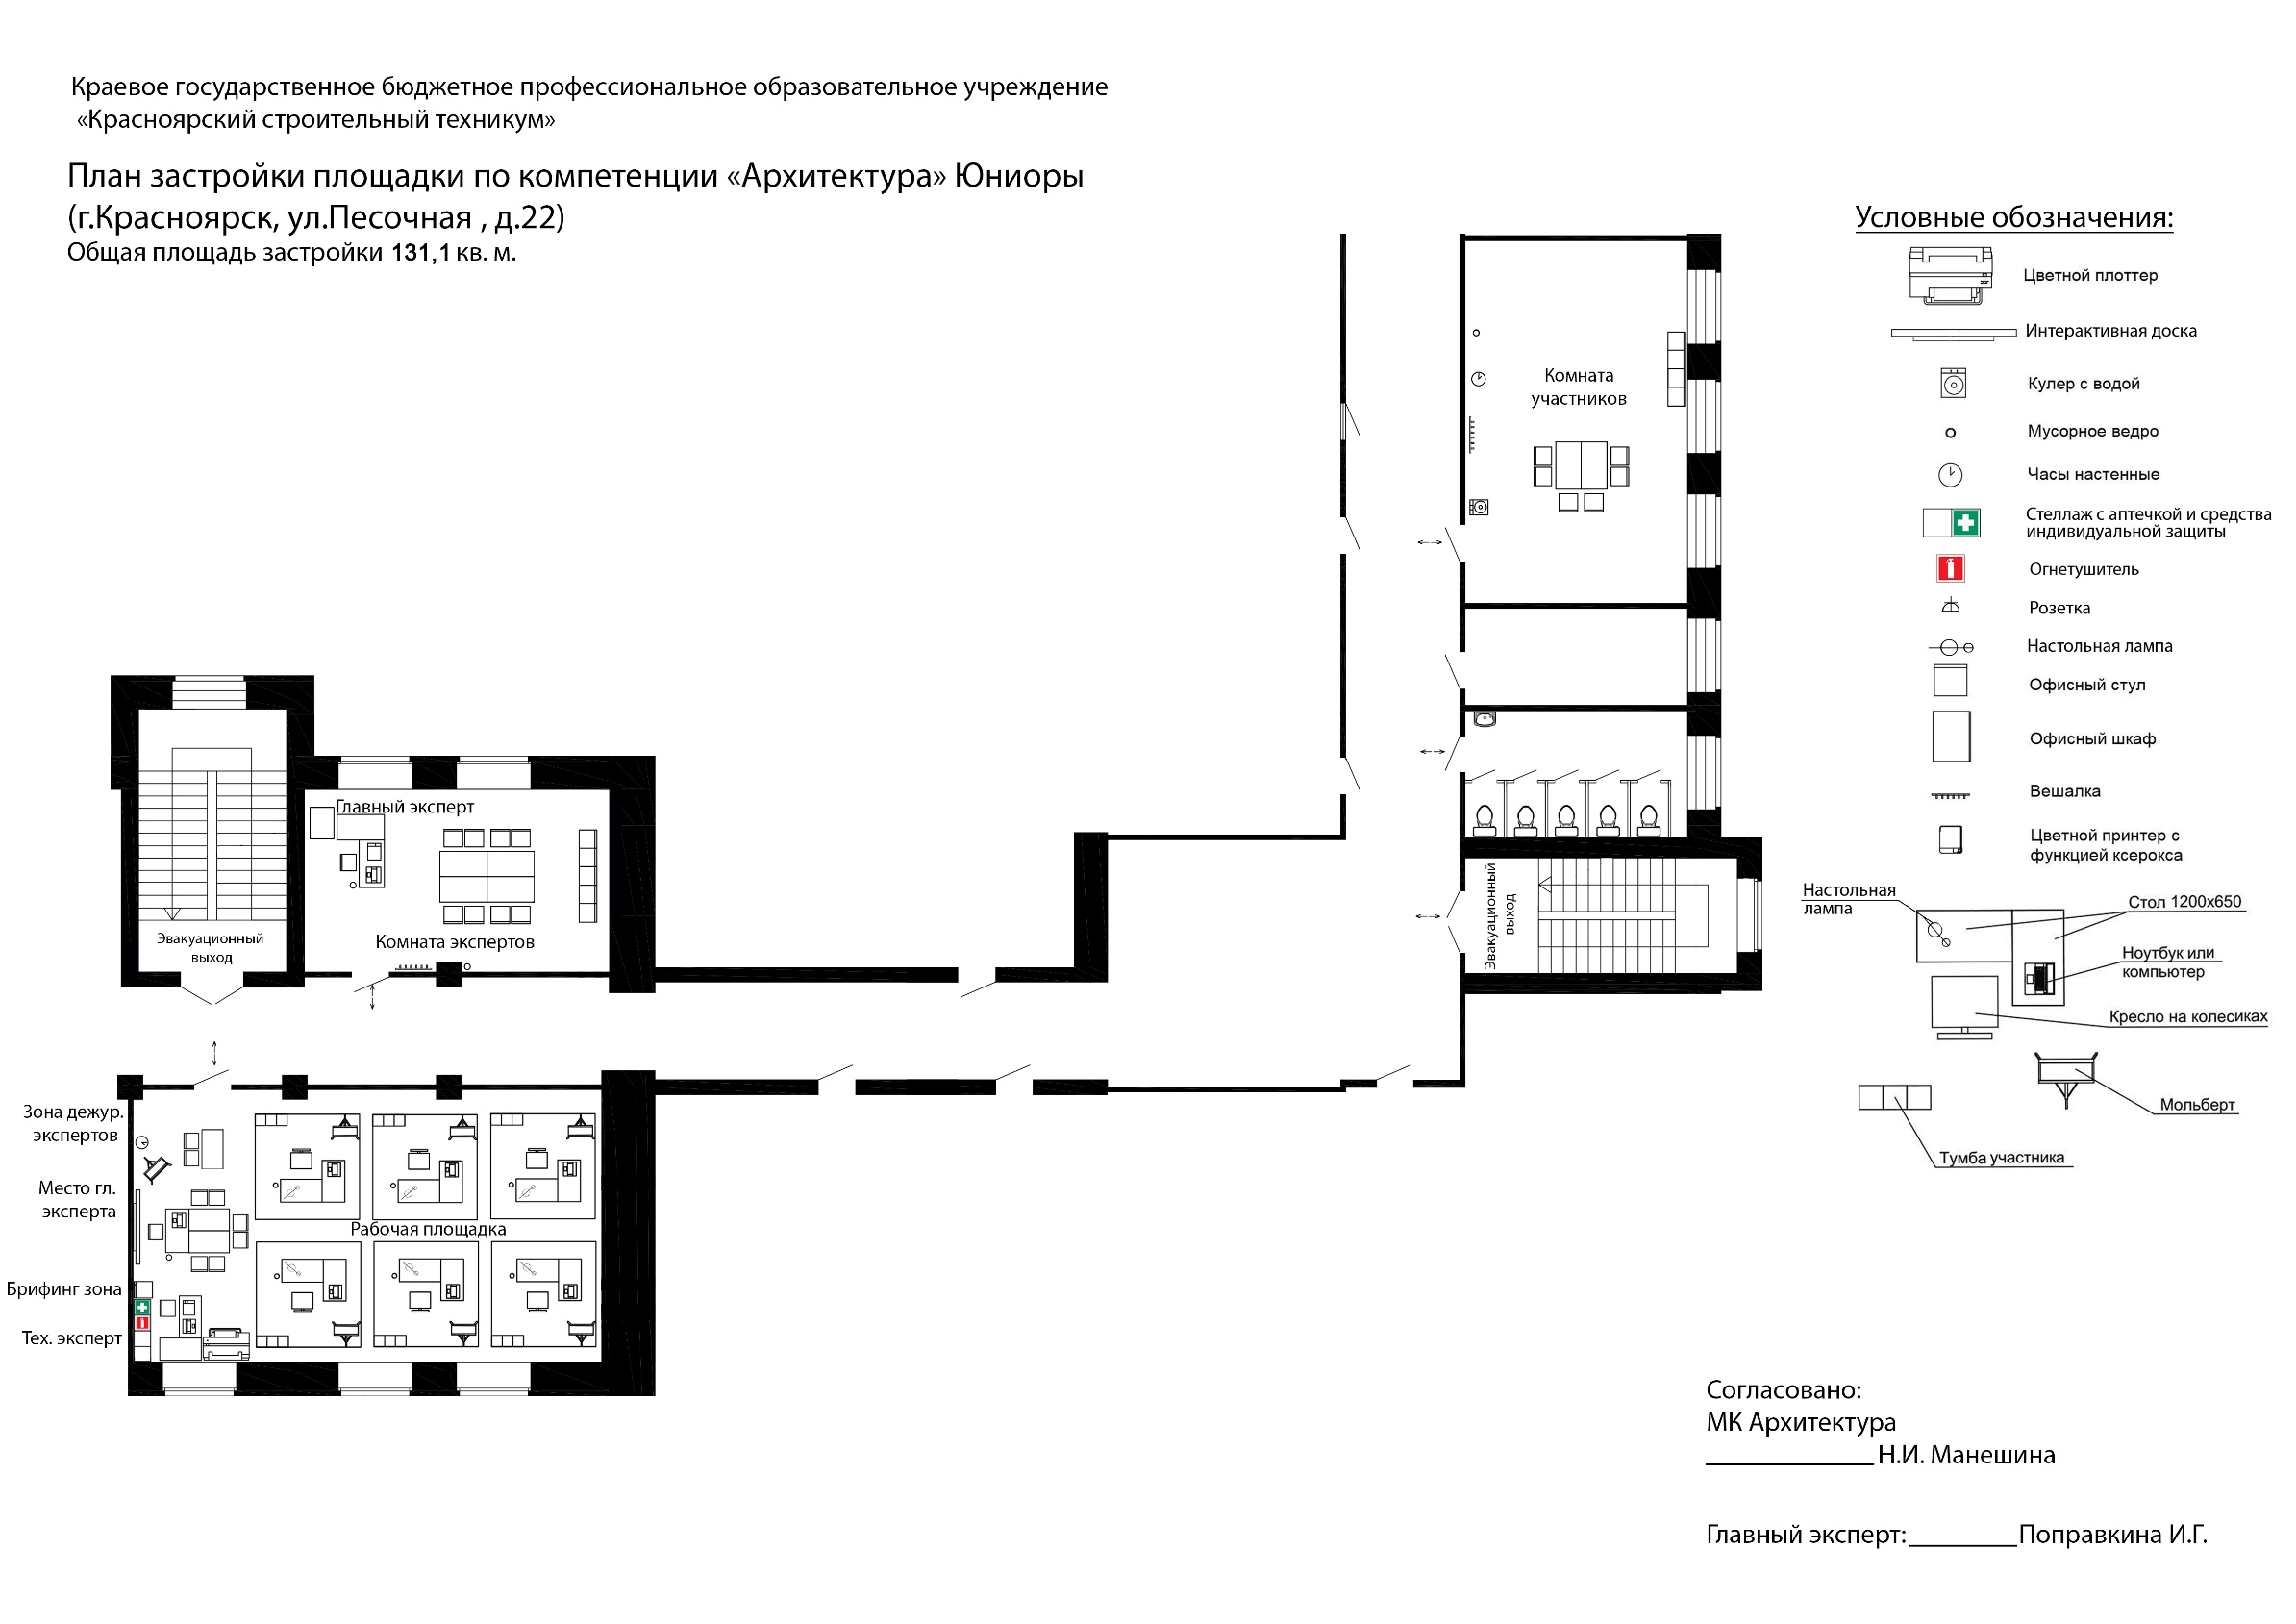 Краевое государственное бюджетное профессиональное образовательное учреждение
«Красноярский строительный техникум»
План застройки площадки по компетенции «Архитектура» Юниоры
(г.Красноярск, ул.Песочная , д.22)
Общая площадь застройки 131,1 кв. м.
Условные обозначения:
Цветной плоттер
Интерактивная доска
Кулер с водой
Мусорное ведро
Часы настенные
Стеллаж с аптечкой и средства
индивидуальной защиты
Огнетушитель
Розетка
Настольная лампа
Офисный стул
Офисный шкаф
Вешалка
Цветной принтер с
функцией ксерокса
Настольная
лампа
Стол 1200х650
Ноутбук или
компьютер
Кресло на колесиках
Мольберт
Тумба участника
Комната
участников
Эвакуационный
выход
Главный эксперт
Комната экспертов
Эвакуационный
выход
Зона дежур.
экспертов
Место гл.
эксперта
Рабочая площадка
Брифинг зона
Тех. эксперт
Согласовано:
МК Архитектура
Н.И. Манешина
Главный эксперт: Поправкина И.Г.